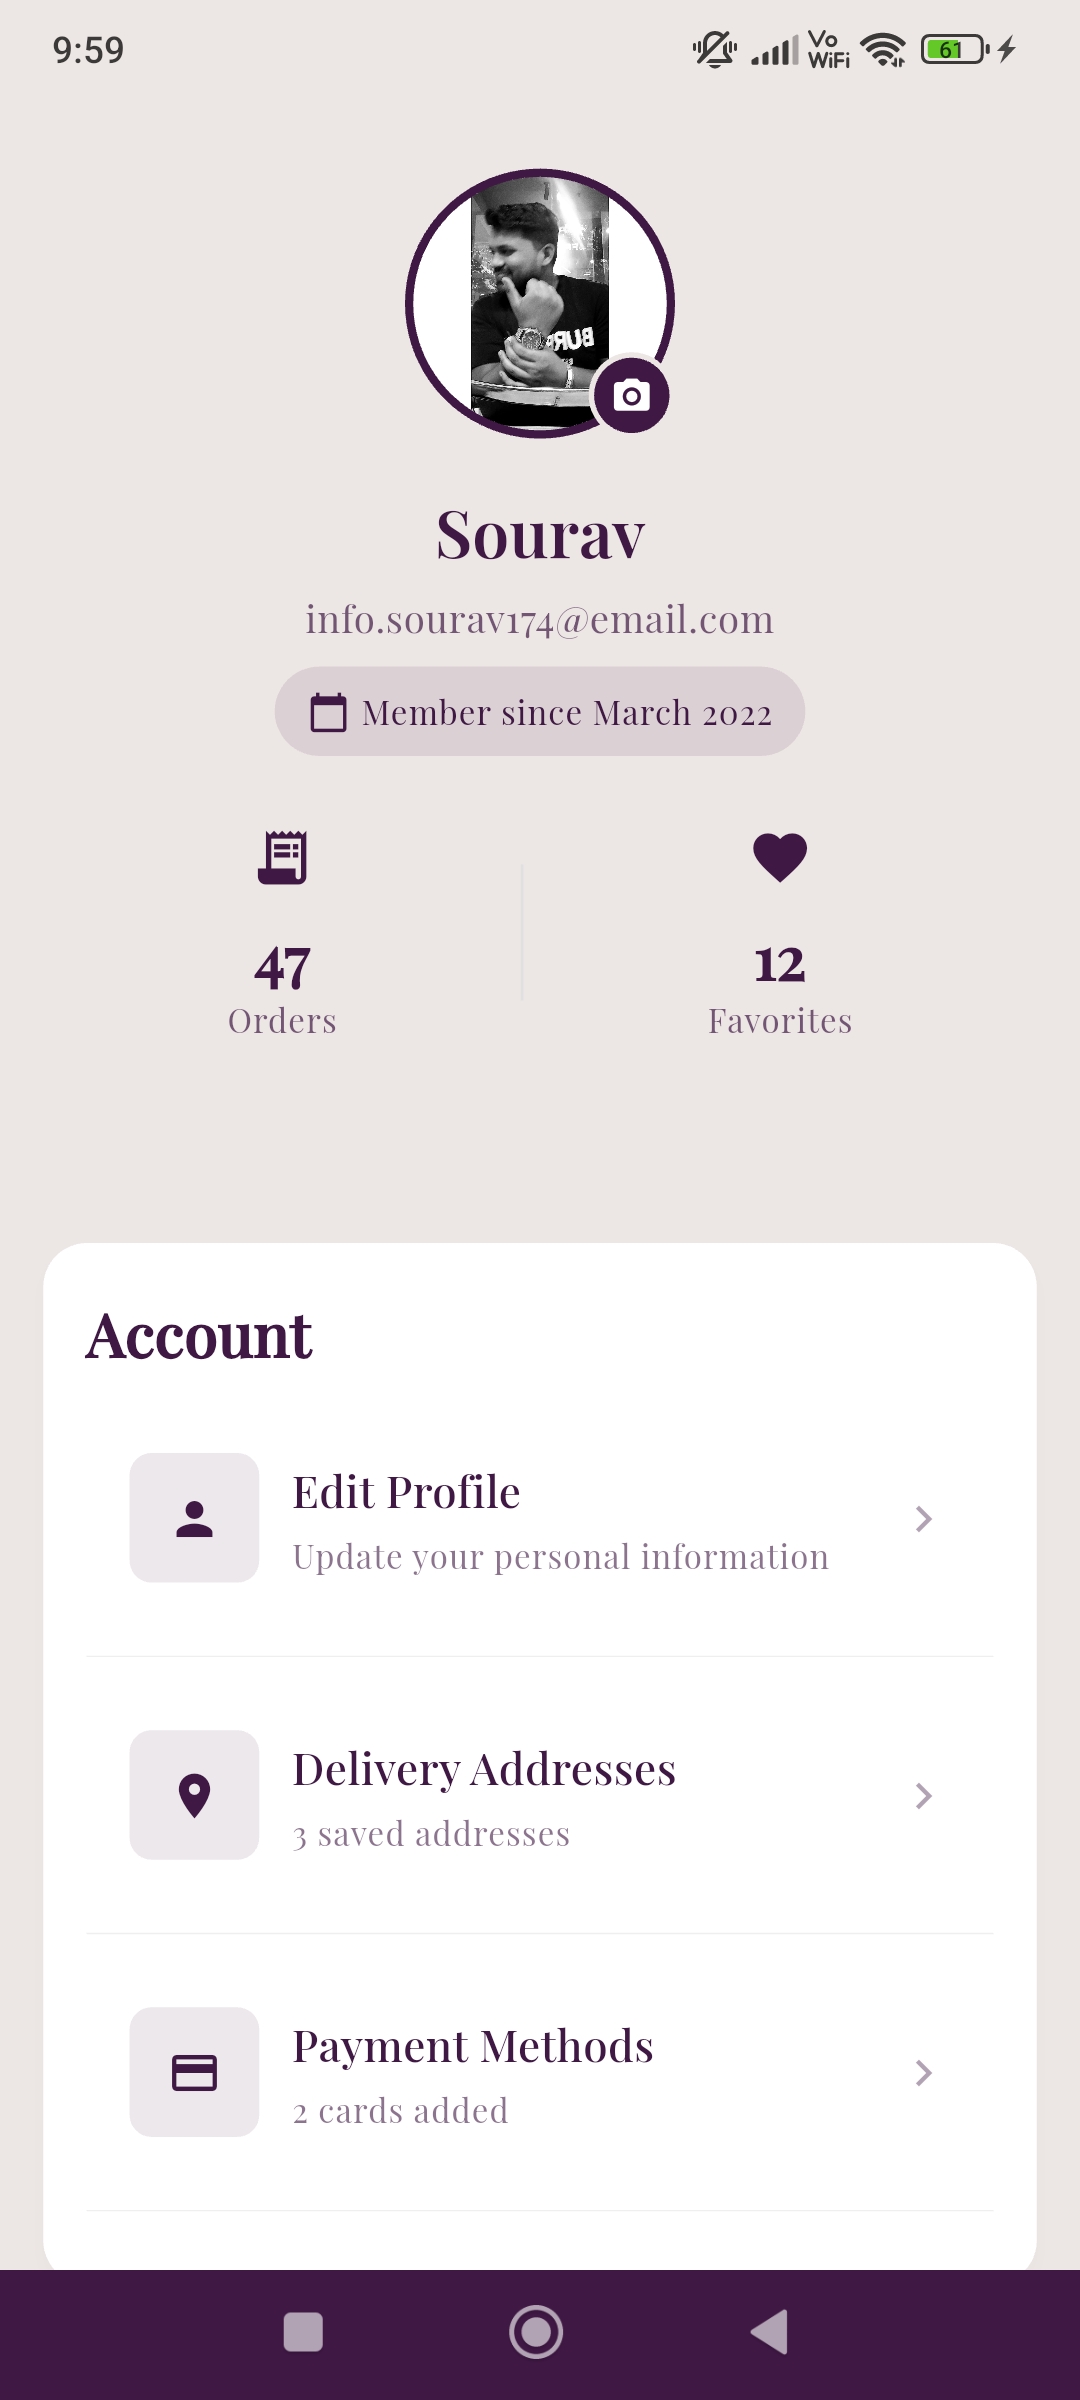 9:59
Vo
WiFi
61
Sourav
info.sourav174@email.com
Member since March 2022
47
12
Orders
Favorites
Account
Edit Profile
Update your personal information
Delivery Addresses
3 saved addresses
Payment Methods
2 cards added